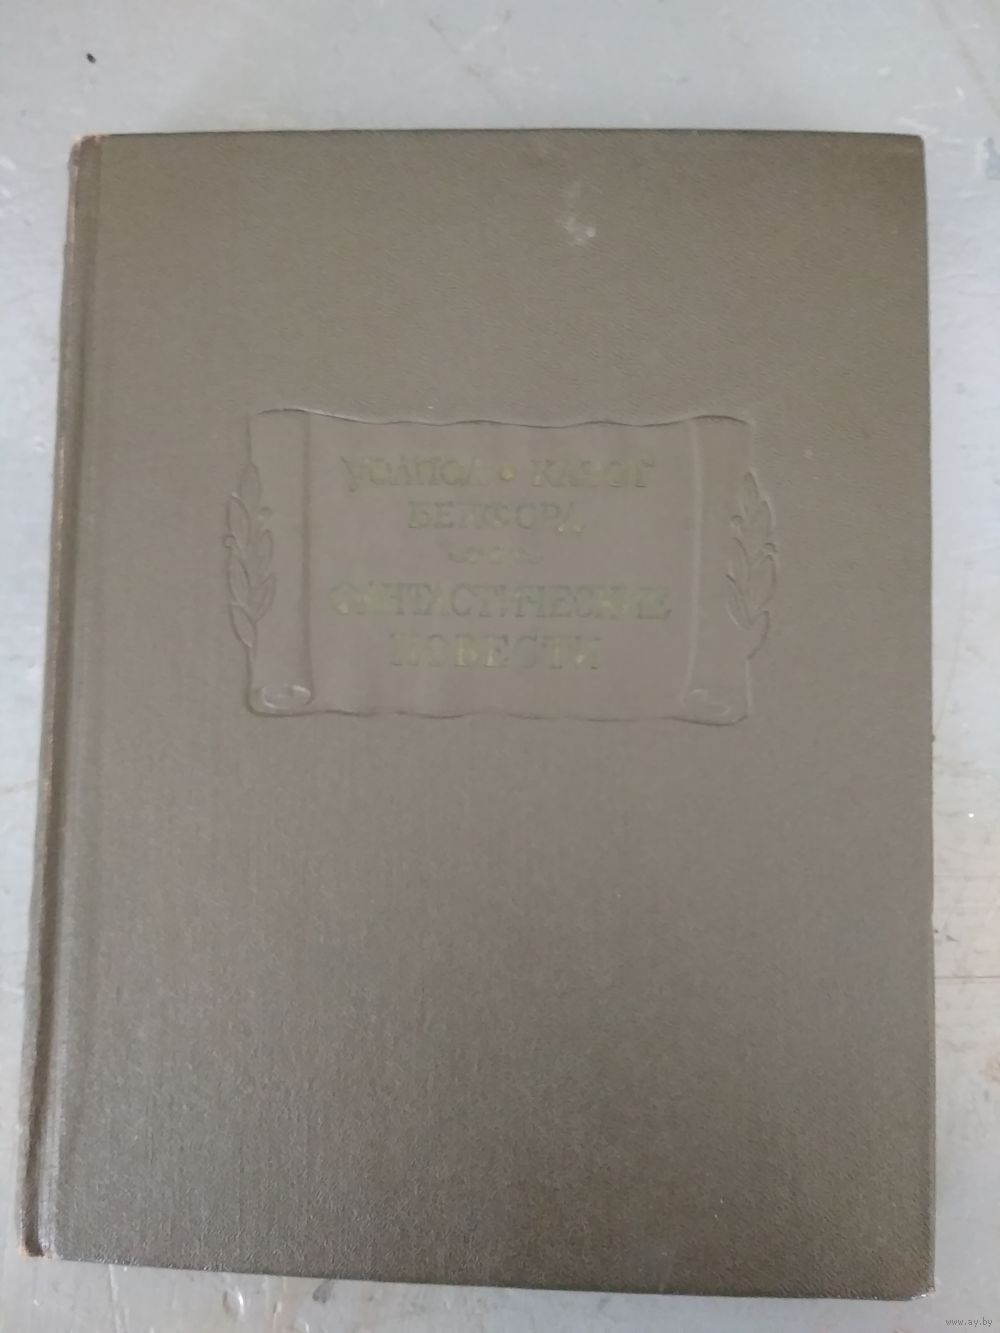 УОЛПОЛ • КАЗОТ
БЕКФОРД
ФАНТАСТИЧЕСКИЕ
ПОВЕСТИ
www.ay.by